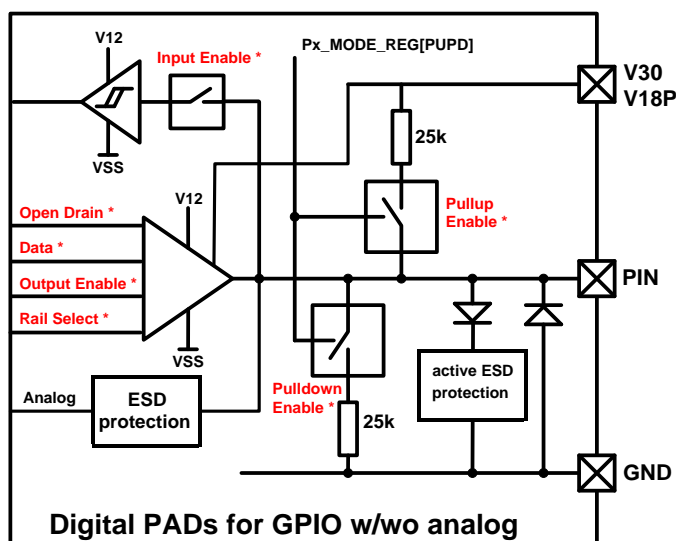 V12
Input Enable *
Px_MODE_REG[PUPD]
V30
V18P
25k
VSS
Pullup
Enable *
Open Drain *
V12
Data *
Output Enable *
PIN
Rail Select *
VSS
Analog
ESD
protection
Pulldown
Enable *
25k
active ESD
protection
GND
Digital PADs for GPIO w/wo analog